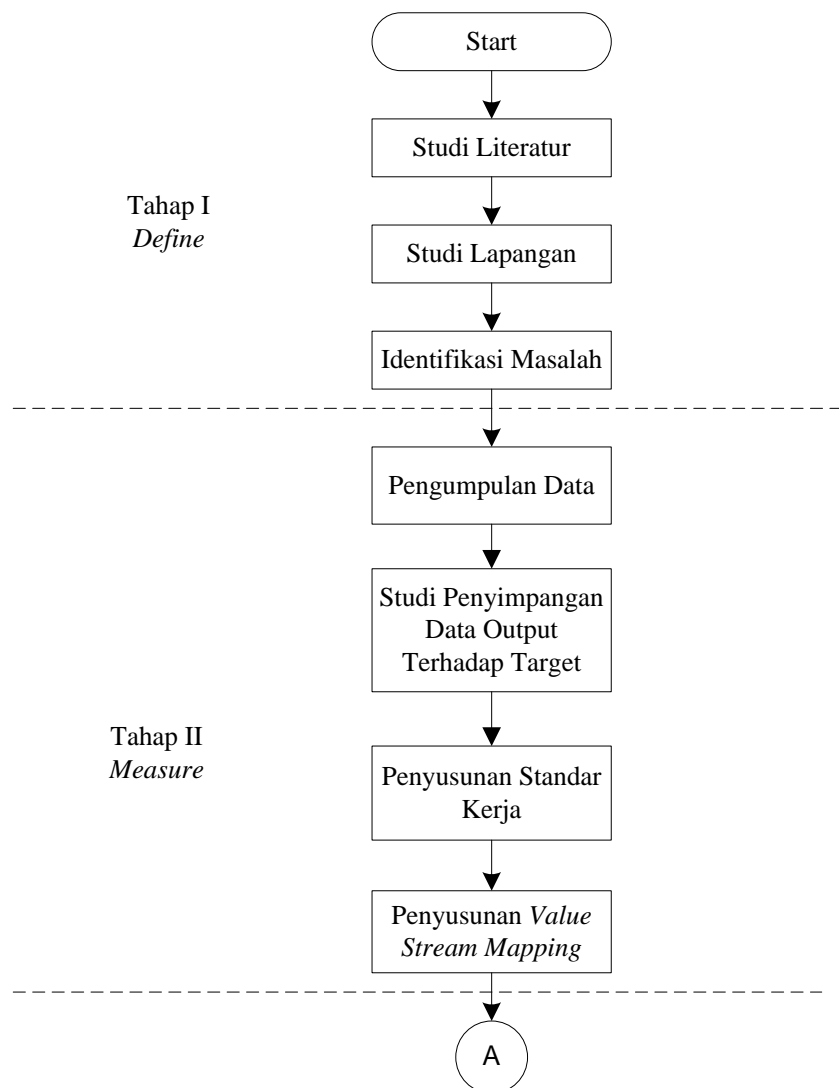 Start
Studi Literatur
Tahap I
Define
Studi Lapangan
Identifikasi Masalah
Pengumpulan Data
Studi Penyimpangan
Data Output
Terhadap Target
Tahap II
Measure
Penyusunan Standar
Kerja
Penyusunan Value
Stream Mapping
A